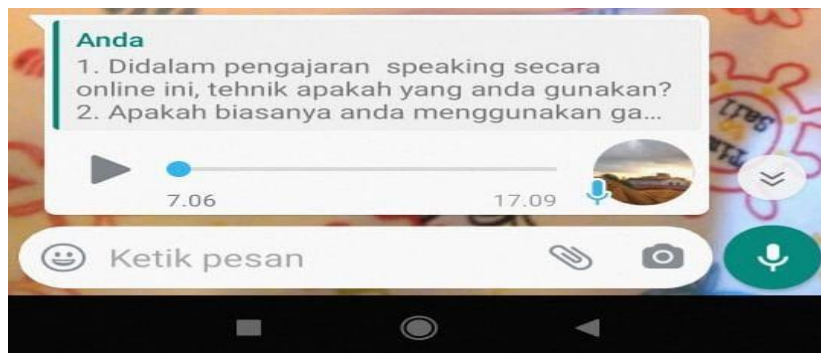 Anda
1. Didalam pengajaran speaking secara
online ini, tehnik apakah yang anda gunakan?
2. Apakah biasanya anda menggunakan ga...
7.06 17.09
Ketik pesan